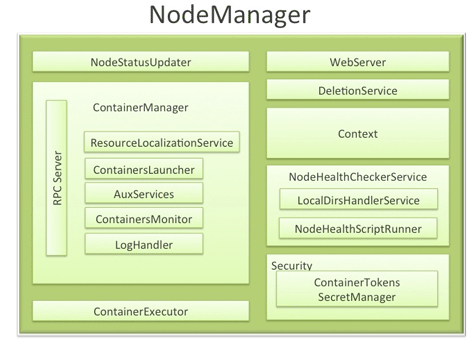 NodeManager
NodeStatusUpdater
ContainerManager
RPC Server
ResourceLocalizationService
ContainersLauncher
AuxServices
ContainersMonitor
LogHandler
ContainerExecutor
WebServer
DeletionService
Context
NodeHealthCheckerService
LocalDirsHandlerService
NodeHealthScriptRunner
Security
ContainerTokens
SecretManager